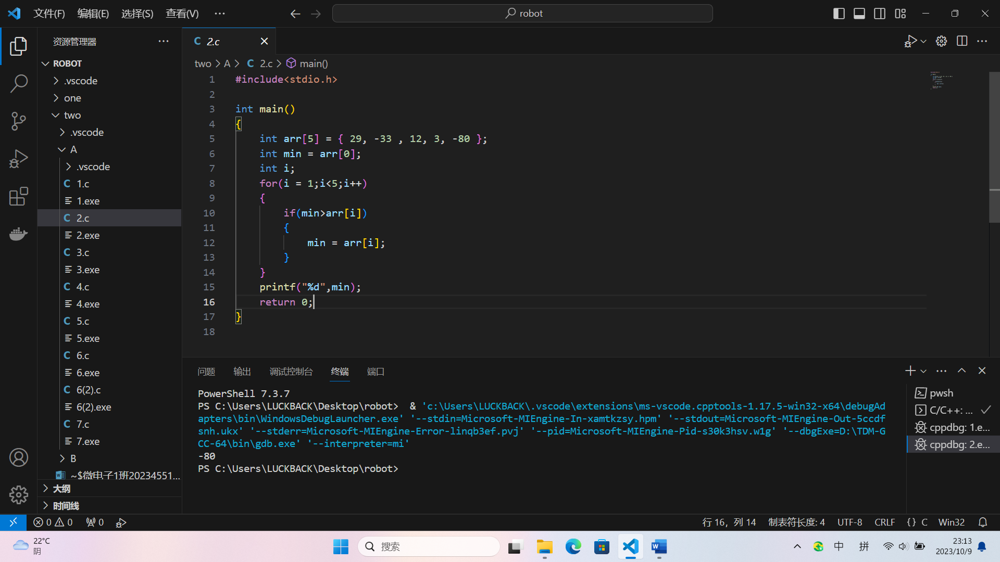 文件(F) 编辑(E) 选择(S) 查看(V) ··· robot
资源管理器 ···
C 2.c
ROBOT
two > A > C 2.c > main()
.vscode
one
two
.vscode
A
.vscode
C 1.c
1.exe
C 2.c
2.exe
C 3.c
3.exe
C 4.c
4.exe
C 5.c
5.exe
C 6.c
6.exe
C 6(2).c
6(2).exe
C 7.c
7.exe
B
~$微电子1班20234551...
大纲
时间线
1 #include<stdio.h>
2
3 int main()
4 {
5 int arr[5] = { 29, -33 , 12, 3, -80 };
6 int min = arr[0];
7 int i;
8 for(i = 1;i<5;i++)
9 {
10 if(min>arr[i])
11 {
12 min = arr[i];
13 }
14 }
15 printf("%d",min);
16 return 0;
17 }
18
问题 输出 调试控制台 终端 端口
PowerShell 7.3.7
PS C:\Users\LUCKBACK\Desktop\robot>  & 'c:\Users\LUCKBACK\.vscode\extensions\ms-vscode.cpptools-1.17.5-win32-x64\debugAd
apters\bin\WindowsDebugLauncher.exe' '--stdin=Microsoft-MIEngine-In-xamtkzsy.hpm' '--stdout=Microsoft-MIEngine-Out-5ccdf
snh.ukx' '--stderr=Microsoft-MIEngine-Error-linqb3ef.pvj' '--pid=Microsoft-MIEngine-Pid-s30k3hsv.w1g' '--dbgExe=D:\TDM-G
CC-64\bin\gdb.exe' '--interpreter=mi'
-80
PS C:\Users\LUCKBACK\Desktop\robot>
pwsh
C/C++: ...
cppdbg: 1.e...
cppdbg: 2.e...
0 0 0 行 16，列 14 制表符长度: 4 UTF-8 CRLF {} C Win32
22°C
阴
搜索
W
中 拼
23:13
2023/10/9